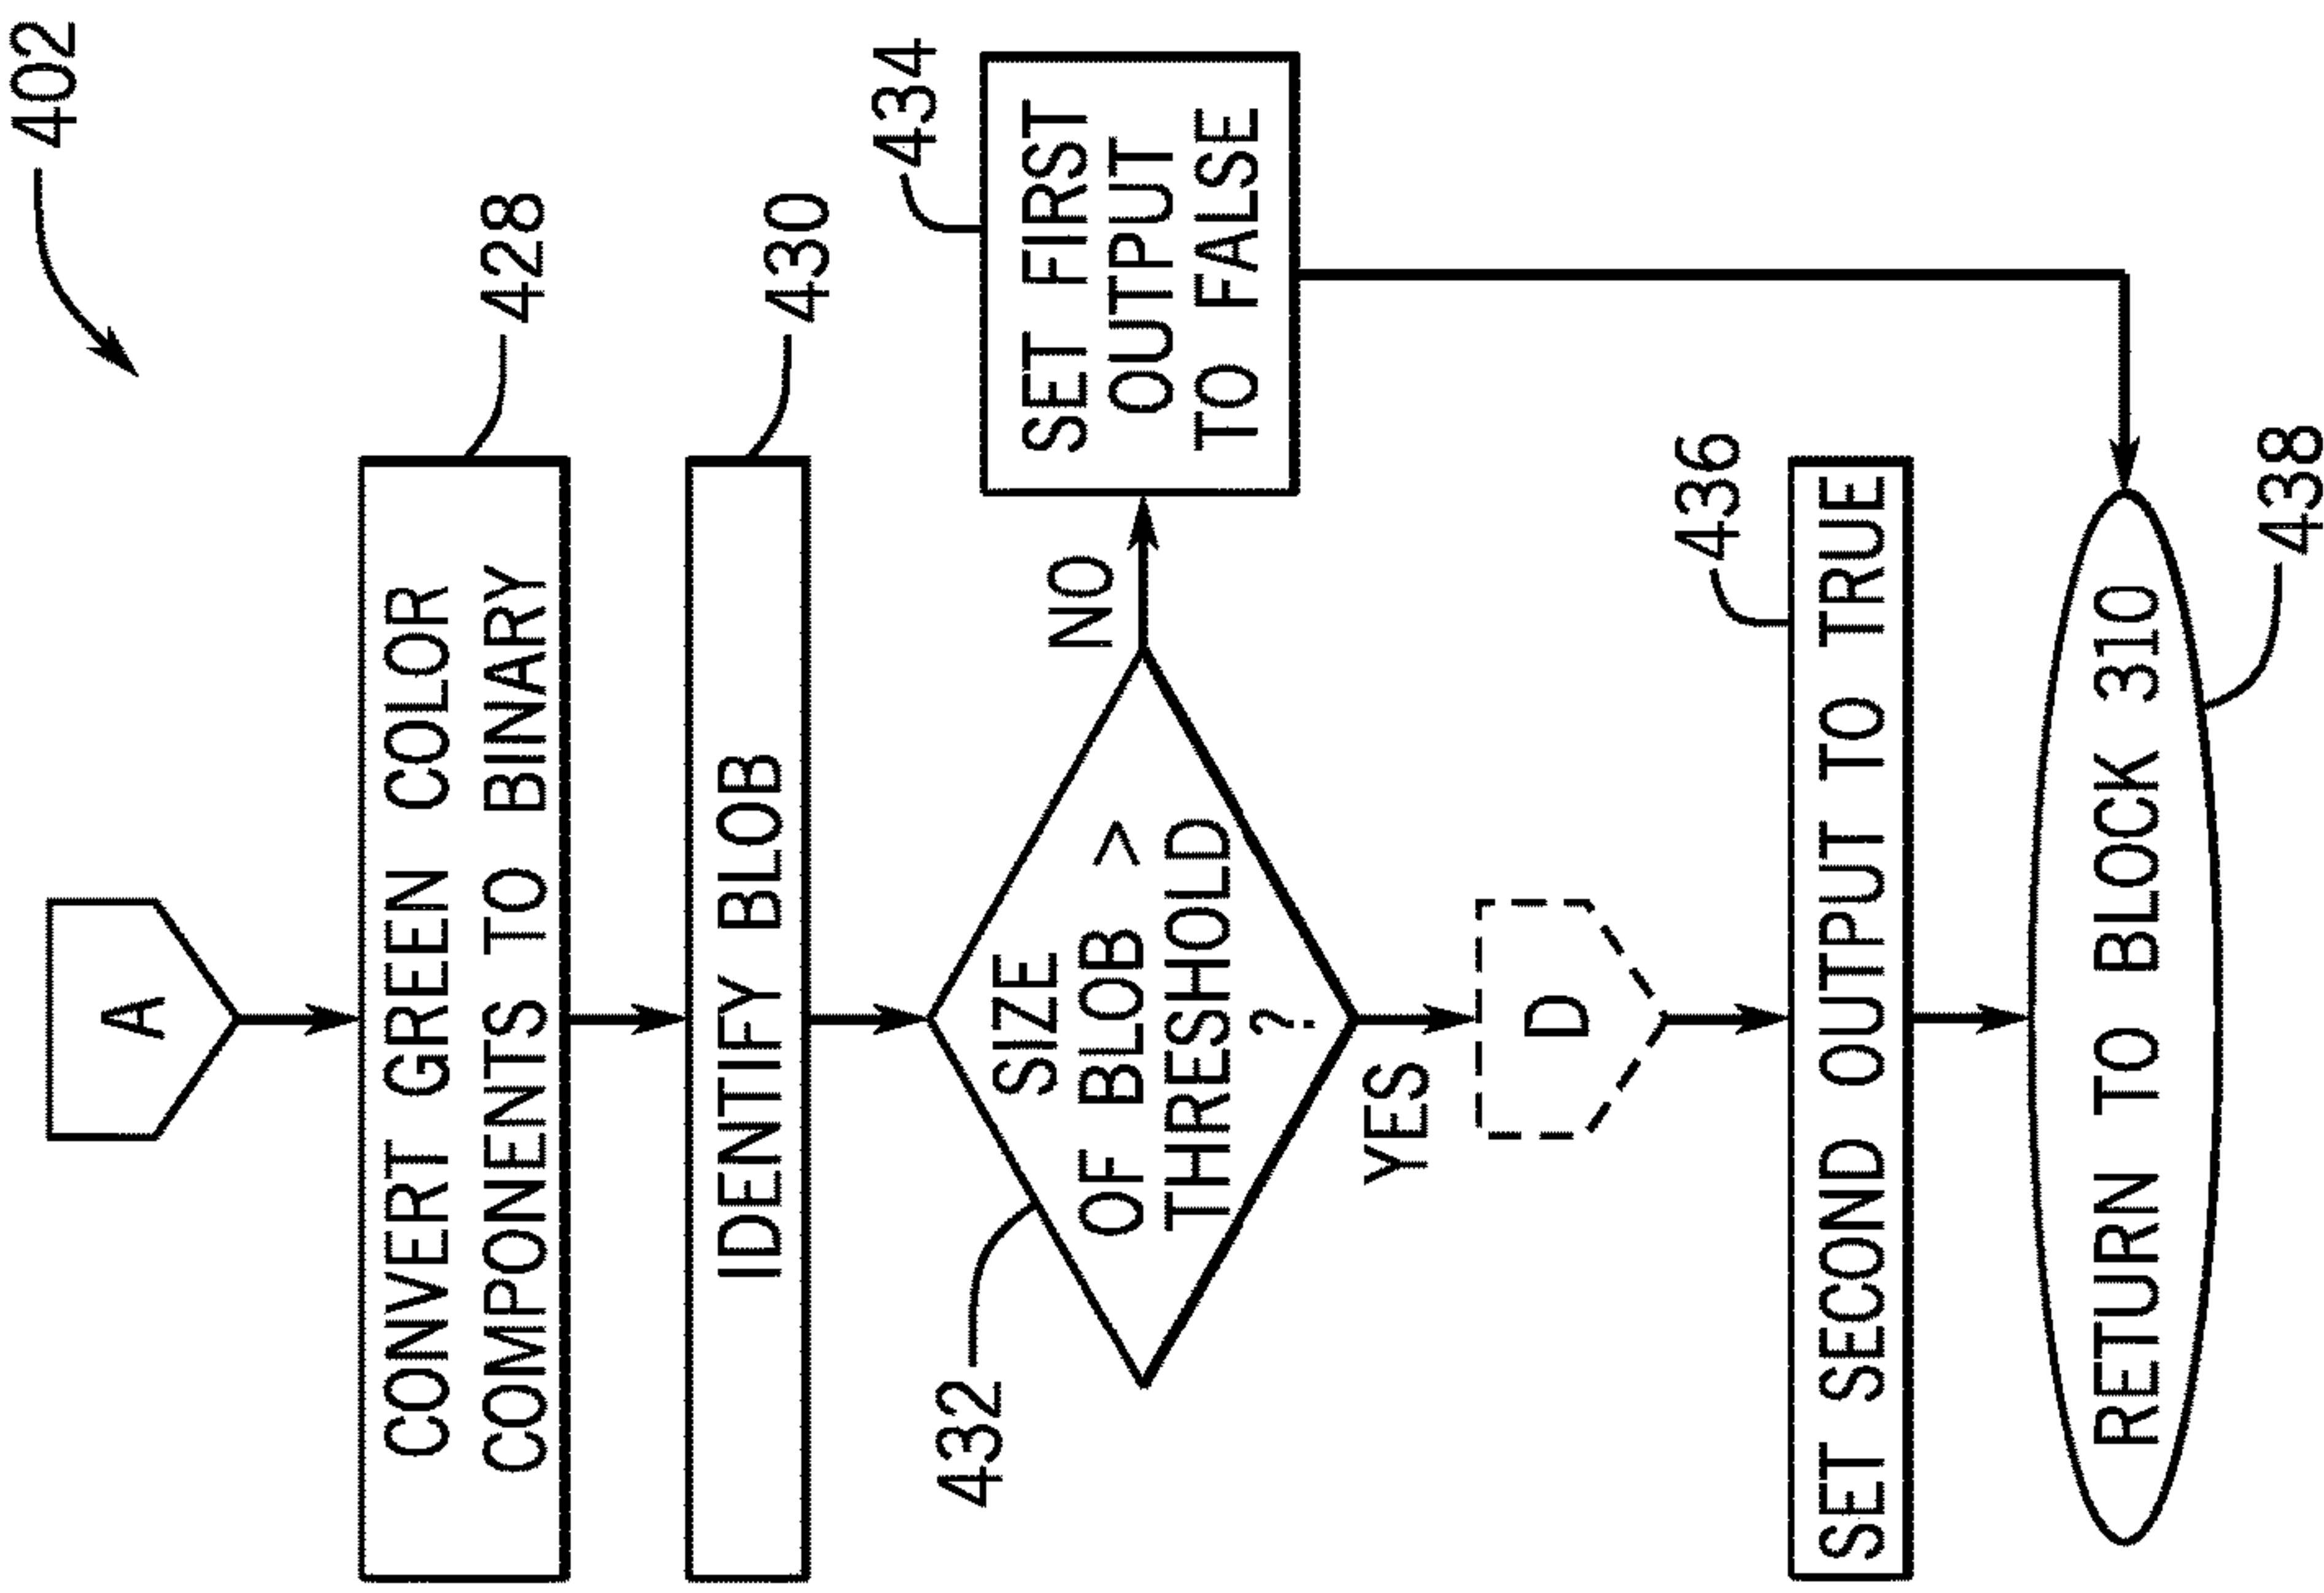 402
A
CONVERT GREEN COLOR
COMPONENTS TO BINARY
428
IDENTIFY BLOB
430
SIZE
OF BLOB >
THRESHOLD
?
432
NO
SET FIRST
OUTPUT
TO FALSE
434
YES
D
SET SECOND OUTPUT TO TRUE
436
RETURN TO BLOCK 310
438